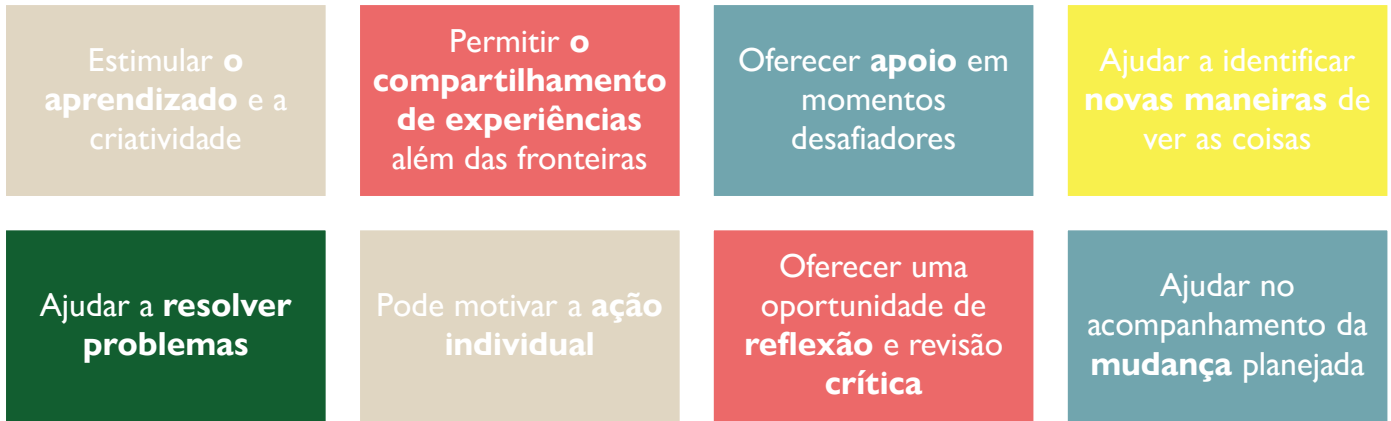 Estimular o
aprendizado e a
criatividade
Permitir o
compartilhamento
de experiências
além das fronteiras
Oferecer apoio em
momentos
desafiadores
Ajudar a identificar
novas maneiras de
ver as coisas
Ajudar a resolver
problemas
Pode motivar a ação
individual
Oferecer uma
oportunidade de
reflexão e revisão
crítica
Ajudar no
acompanhamento da
mudança planejada